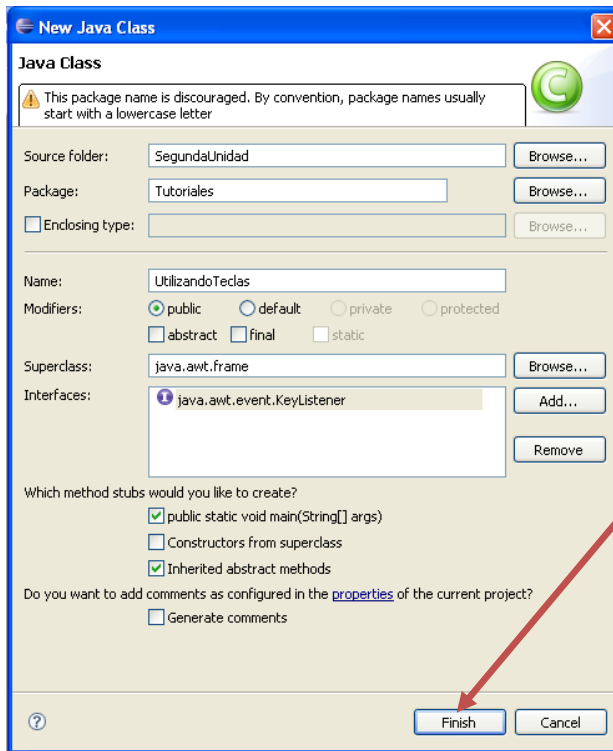 New Java Class
Java Class
This package name is discouraged. By convention, package names usually
start with a lowercase letter
Source folder: SegundaUnidad Browse...
Package: Tutoriales Browse...
Enclosing type: Browse...
Name: UtilizandoTeclas
Modifiers: public default private protected
abstract final static
Superclass: java.awt.frame Browse...
Interfaces: java.awt.event.KeyListener Add...
Remove
Which method stubs would you like to create?
public static void main(String[] args)
Constructors from superclass
Inherited abstract methods
Do you want to add comments as configured in the properties of the current project?
Generate comments
Finish Cancel